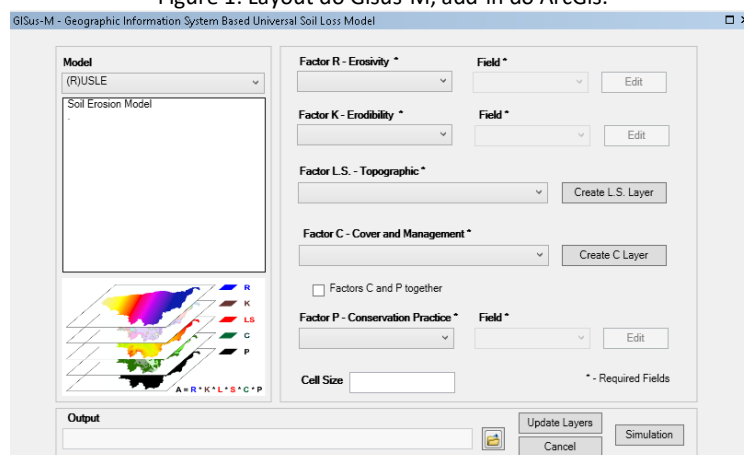 Figure 1: Layout do Gisus-M, add-in do ArcGis.
GISus-M - Geographic Information System Based Universal Soil Loss Model
Model
(R)USLE
Soil Erosion Model
.
R
K
LS
C
P
A = R * K * L * S * C * P
Factor R - Erosivity *
Field *
Edit
Factor K - Erodibility *
Field *
Edit
Factor L.S. - Topographic *
Create L.S. Layer
Factor C - Cover and Management *
Create C Layer
Factors C and P together
Factor P - Conservation Practice *
Field *
Edit
Cell Size
* - Required Fields
Output
Update Layers
Cancel
Simulation